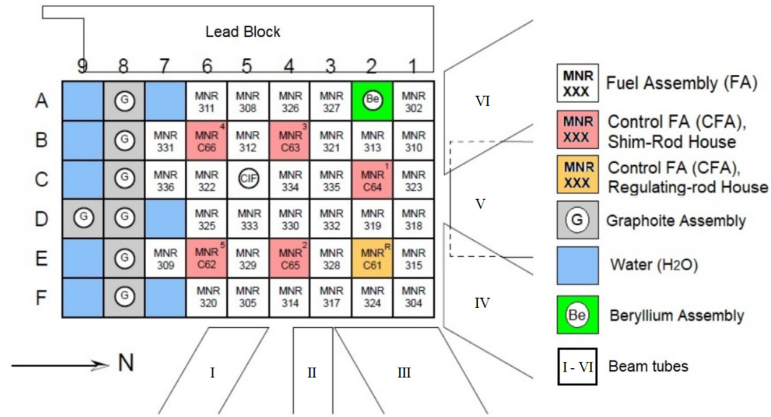 Lead Block
9 8 7 6 5 4 3 2 1
A G MNR 311 MNR 308 MNR 326 MNR 327 Be MNR 302
B G MNR 331 MNR 4 C66 MNR 312 MNR 3 C63 MNR 321 MNR 313 MNR 310
C G MNR 336 MNR 322 CIF MNR 334 MNR 335 MNR 1 C64 MNR 323
D G G MNR 325 MNR 333 MNR 330 MNR 332 MNR 319 MNR 318
E G MNR 309 MNR 5 C62 MNR 329 MNR 2 C65 MNR 328 MNR R C61 MNR 315
F G MNR 320 MNR 305 MNR 314 MNR 317 MNR 324 MNR 304
N
I
II
III
IV
V
VI
MNR XXX Fuel Assembly (FA)
MNR XXX Control FA (CFA),
Shim-Rod House
MNR XXX Control FA (CFA),
Regulating-rod House
G Graphoite Assembly
Water (H2O)
Be Beryllium Assembly
I - VI Beam tubes